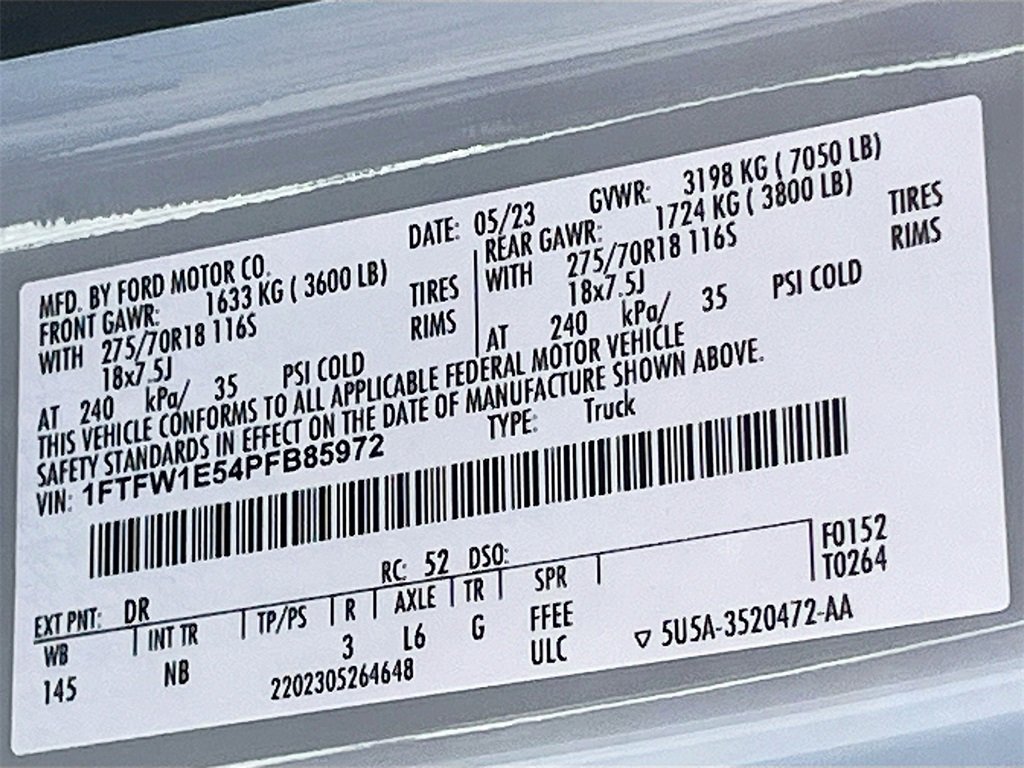 MFD. BY FORD MOTOR CO.
DATE: 05/23
GVWR: 3198 KG ( 7050 LB)
FRONT GAWR: 1633 KG ( 3600 LB)
WITH 275/70R18 116S TIRES
18x7.5J RIMS
AT 240 kPa/ 35 PSI COLD
REAR GAWR: 1724 KG ( 3800 LB)
WITH 275/70R18 116S TIRES
18x7.5J RIMS
AT 240 kPa/ 35 PSI COLD
THIS VEHICLE CONFORMS TO ALL APPLICABLE FEDERAL MOTOR VEHICLE
SAFETY STANDARDS IN EFFECT ON THE DATE OF MANUFACTURE SHOWN ABOVE.
VIN: 1FTFW1E54PFB85972 TYPE: Truck
F0152
T0264
EXT PNT: DR RC: 52 DSO:
WB INT TR TP/PS R AXLE TR SPR
145 NB 3 L6 G FFEE
ULC
2202305264648
5U5A-3520472-AA